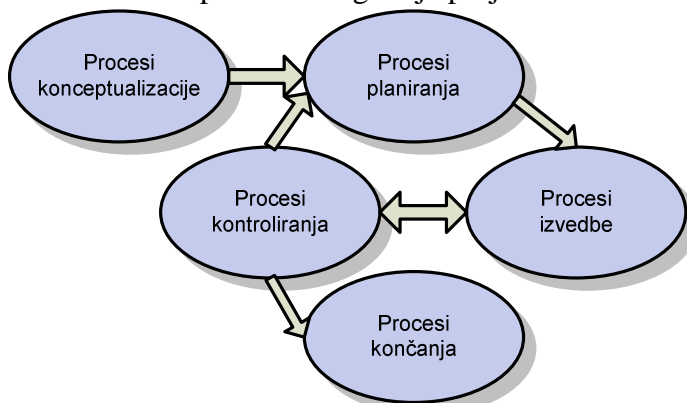 Procesi
konceptualizacije
Procesi
planiranja
Procesi
kontroliranja
Procesi
izvedbe
Procesi
končanja